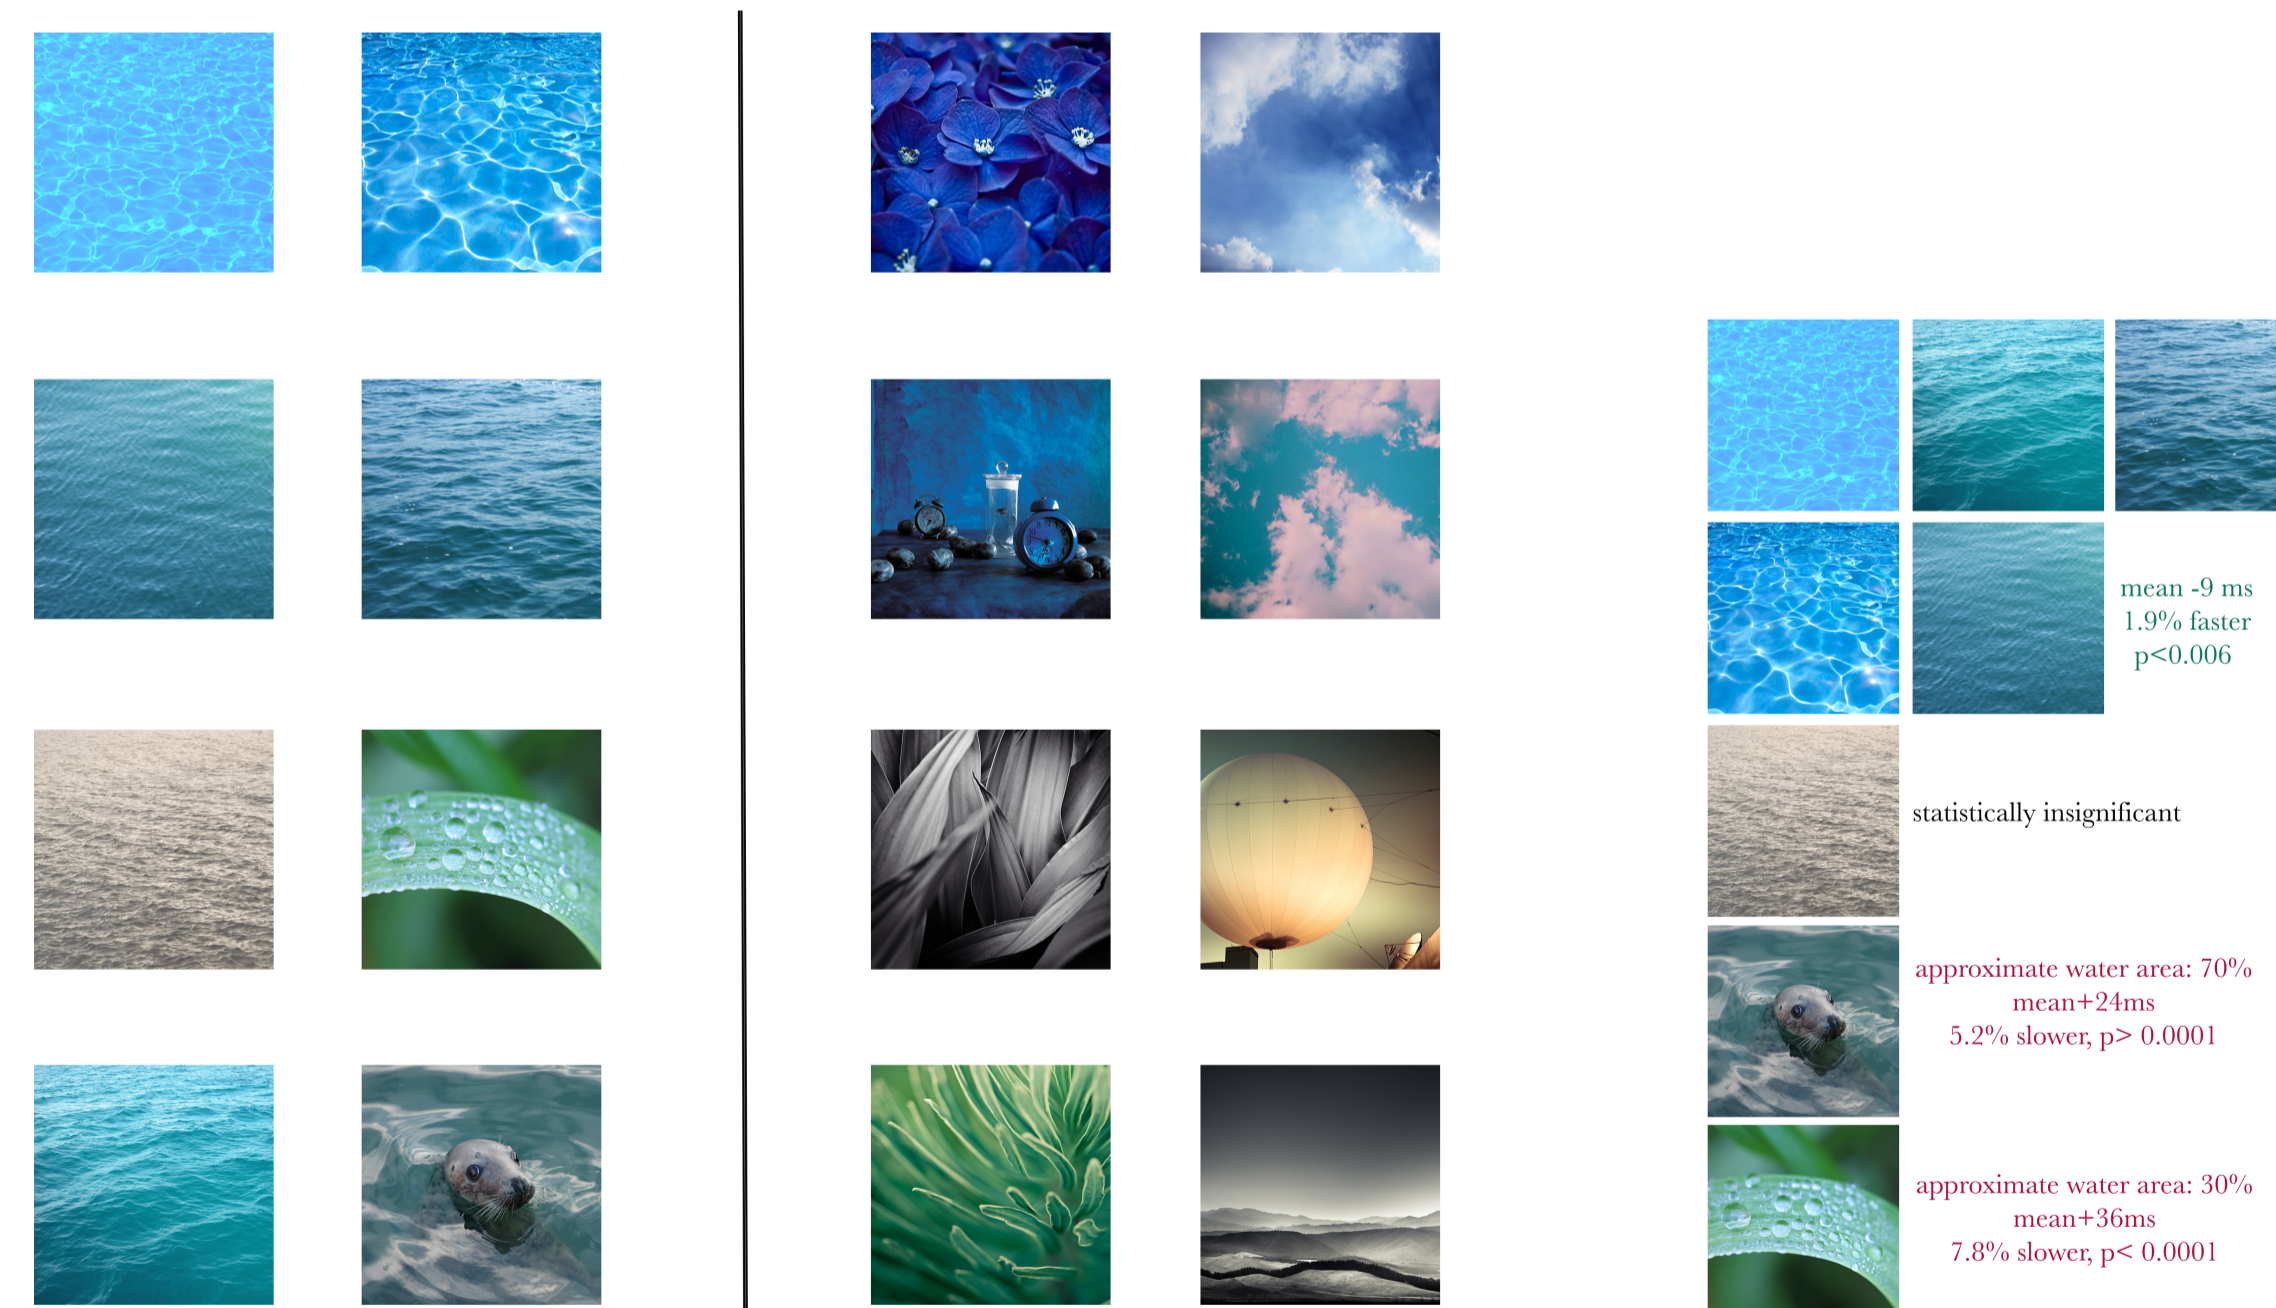 mean -9 ms
1.9% faster
p<0.006
statistically insignificant
approximate water area: 70%
mean+24ms
5.2% slower, p> 0.0001
approximate water area: 30%
mean+36ms
7.8% slower, p< 0.0001